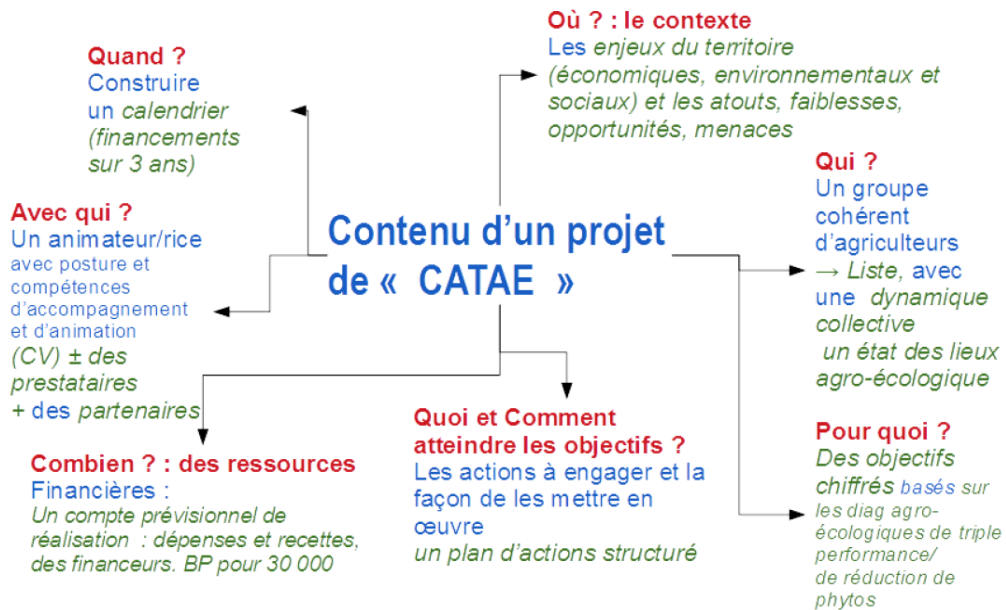 Où ? : le contexte
Les enjeux du territoire
(économiques, environnementaux et
sociaux) et les atouts, faiblesses,
opportunités, menaces
Quand ?
Construire
un calendrier
(financements
sur 3 ans)
Qui ?
Un groupe
cohérent
d’agriculteurs
→ Liste, avec
une dynamique
collective
un état des lieux
agro-écologique
Avec qui ?
Un animateur/rice
avec posture et
compétences
d’accompagnement
et d’animation
(CV) ± des
prestataires
+ des partenaires
Contenu d’un projet
de « CATAE »
Combien ? : des ressources
Financières :
Un compte prévisionnel de
réalisation : dépenses et recettes,
des financeurs. BP pour 30 000
Quoi et Comment
atteindre les objectifs ?
Les actions à engager et la
façon de les mettre en
œuvre
un plan d’actions structuré
Pour quoi ?
Des objectifs
chiffrés basés sur
les diag agro-
écologiques de triple
performance/
de réduction de
phytos